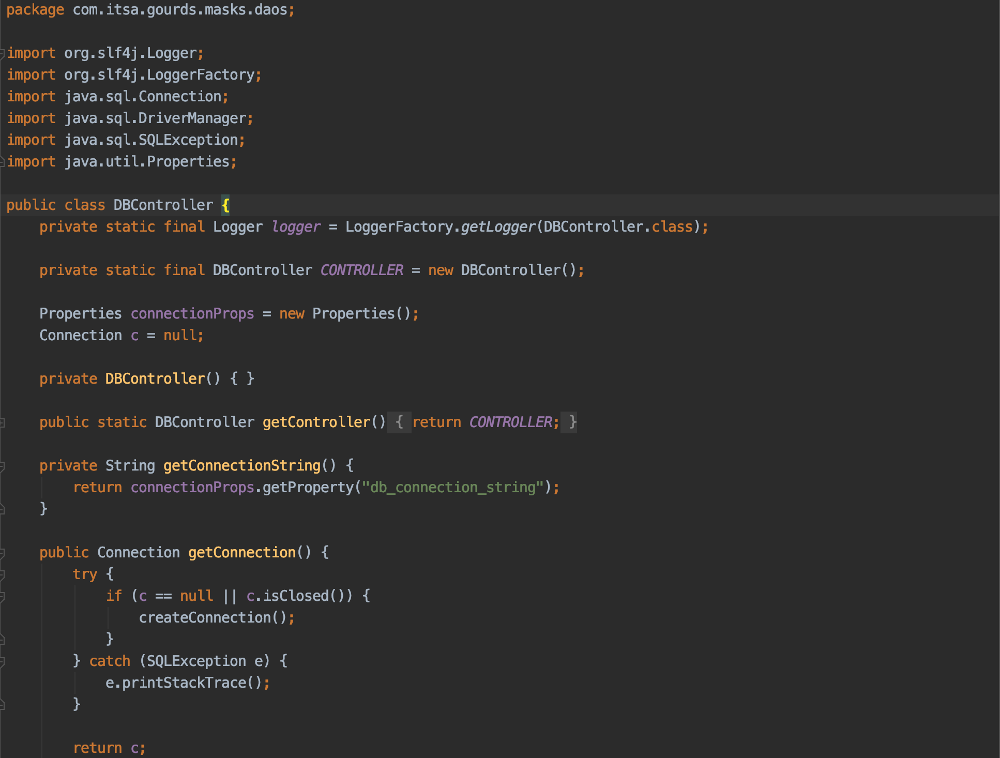 package com.itsa.gourds.masks.daos;
import org.slf4j.Logger;
import org.slf4j.LoggerFactory;
import java.sql.Connection;
import java.sql.DriverManager;
import java.sql.SQLException;
import java.util.Properties;
public class DBController {
private static final Logger logger = LoggerFactory.getLogger(DBController.class);
private static final DBController CONTROLLER = new DBController();
Properties connectionProps = new Properties();
Connection c = null;
private DBController() { }
public static DBController getController() { return CONTROLLER; }
private String getConnectionString() {
return connectionProps.getProperty("db_connection_string");
}
public Connection getConnection() {
try {
if (c == null || c.isClosed()) {
createConnection();
}
} catch (SQLException e) {
e.printStackTrace();
}
return c;